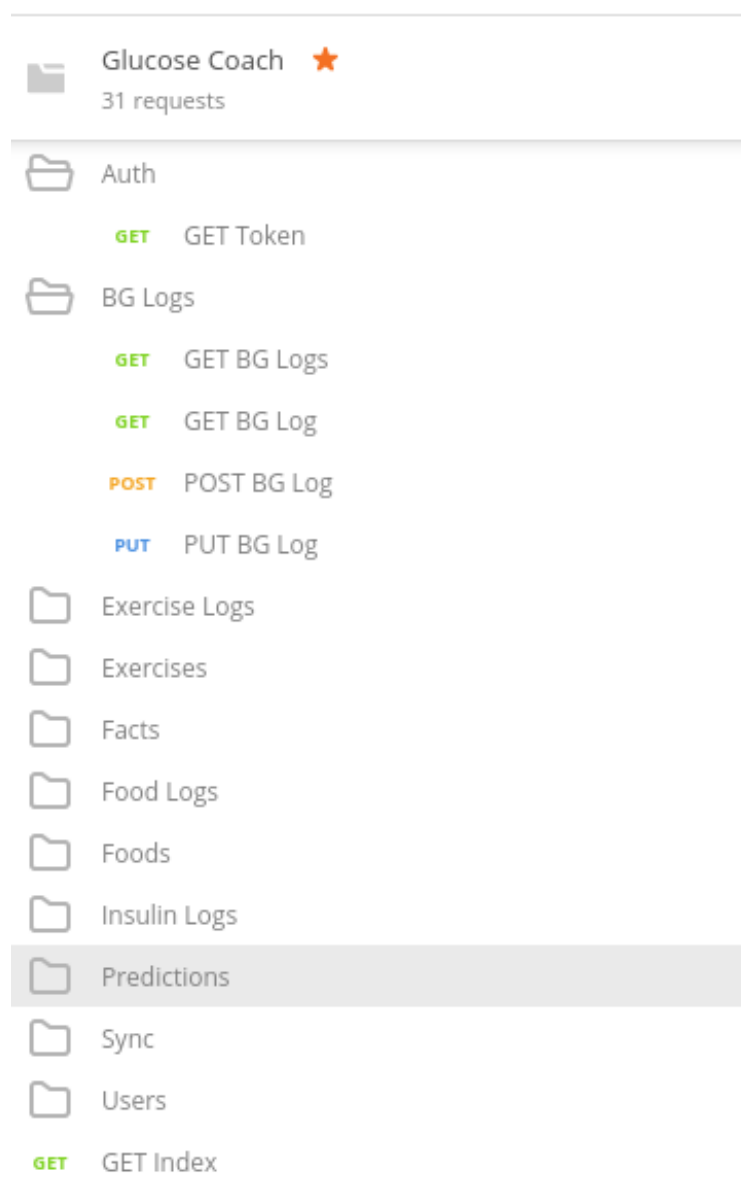 Glucose Coach
31 requests
Auth
GET GET Token
BG Logs
GET GET BG Logs
GET GET BG Log
POST POST BG Log
PUT PUT BG Log
Exercise Logs
Exercises
Facts
Food Logs
Foods
Insulin Logs
Predictions
Sync
Users
GET GET Index